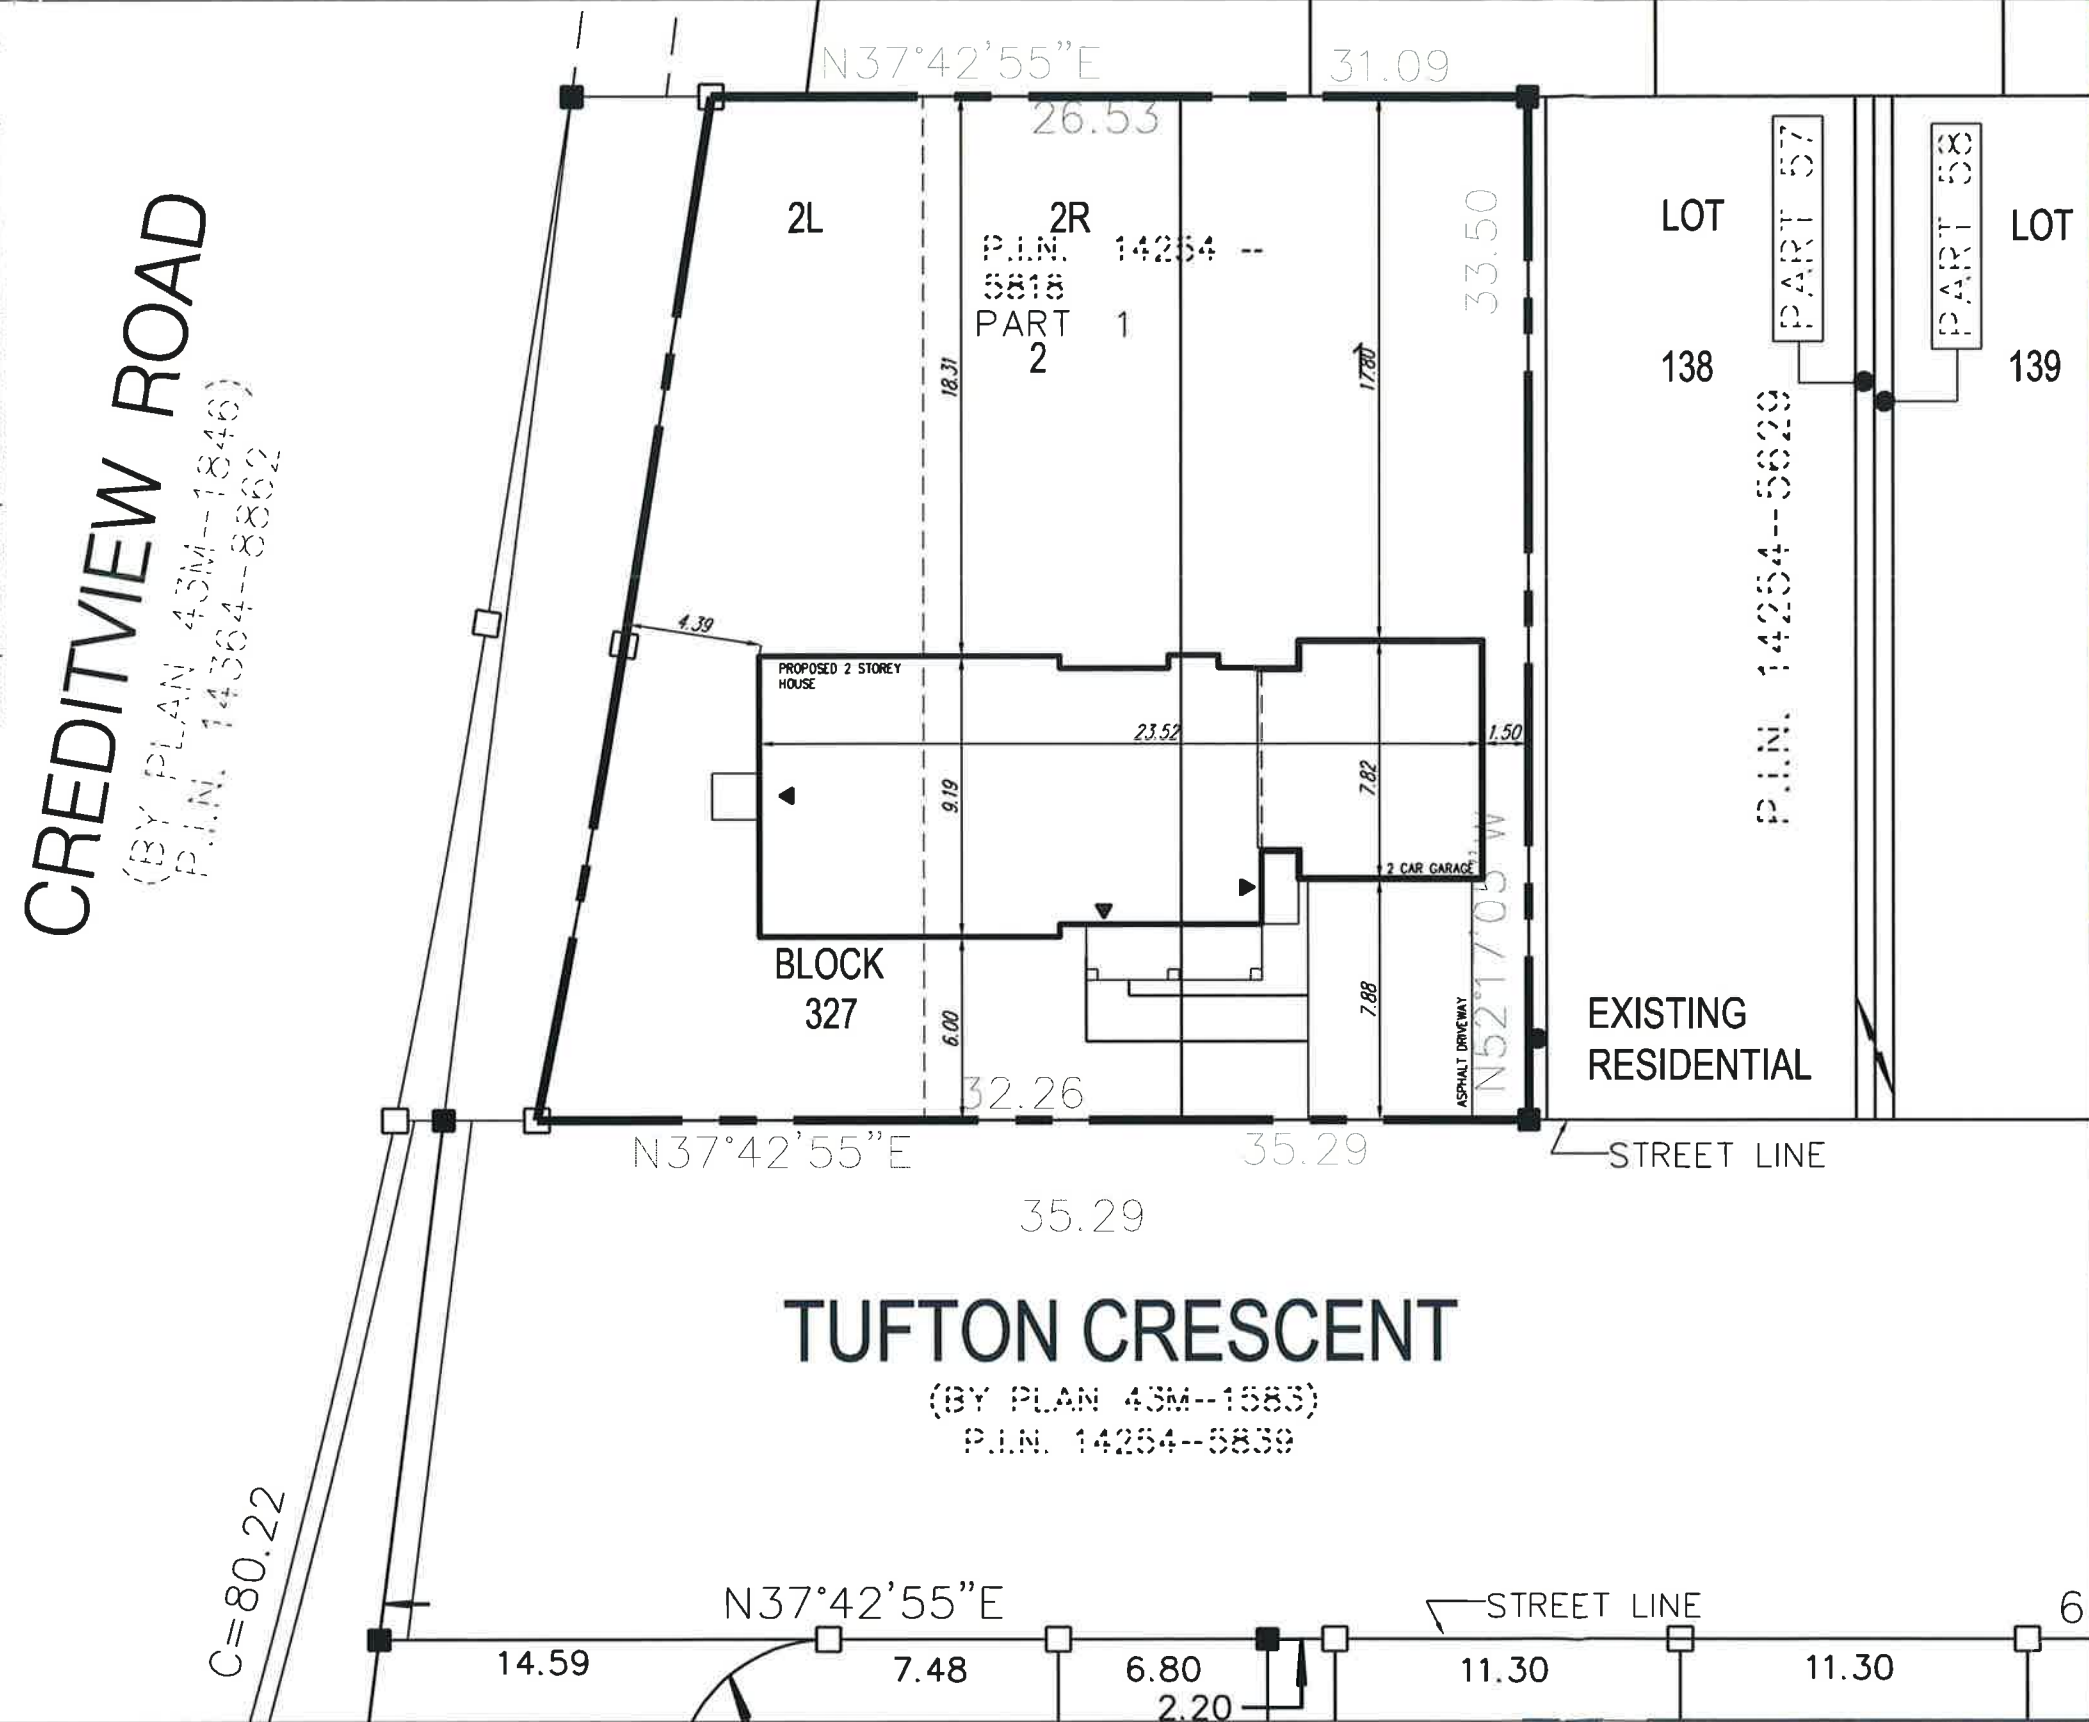 N37°42'55"E
31.09
26.53
2L
2R
P.I.N. 14254 --
5818
PART 1
2
33.50
LOT
138
PART 57
PART 58
LOT
139
P.I.N. 14254--5629
CREDITVIEW ROAD
(BY PLAN 43M--1846)
P.I.N. 14364--8862
18.31
17.80
4.39
PROPOSED 2 STOREY
HOUSE
23.52
1.50
9.19
7.82
2 CAR GARAGE
N52°17'05"W
BLOCK
327
6.00
7.88
ASPHALT DRIVEWAY
EXISTING
RESIDENTIAL
32.26
N37°42'55"E
35.29
STREET LINE
35.29
TUFTON CRESCENT
(BY PLAN 43M--1583)
P.I.N. 14254--5839
C=80.22
N37°42'55"E
STREET LINE
6
14.59
7.48
6.80
2.20
11.30
11.30